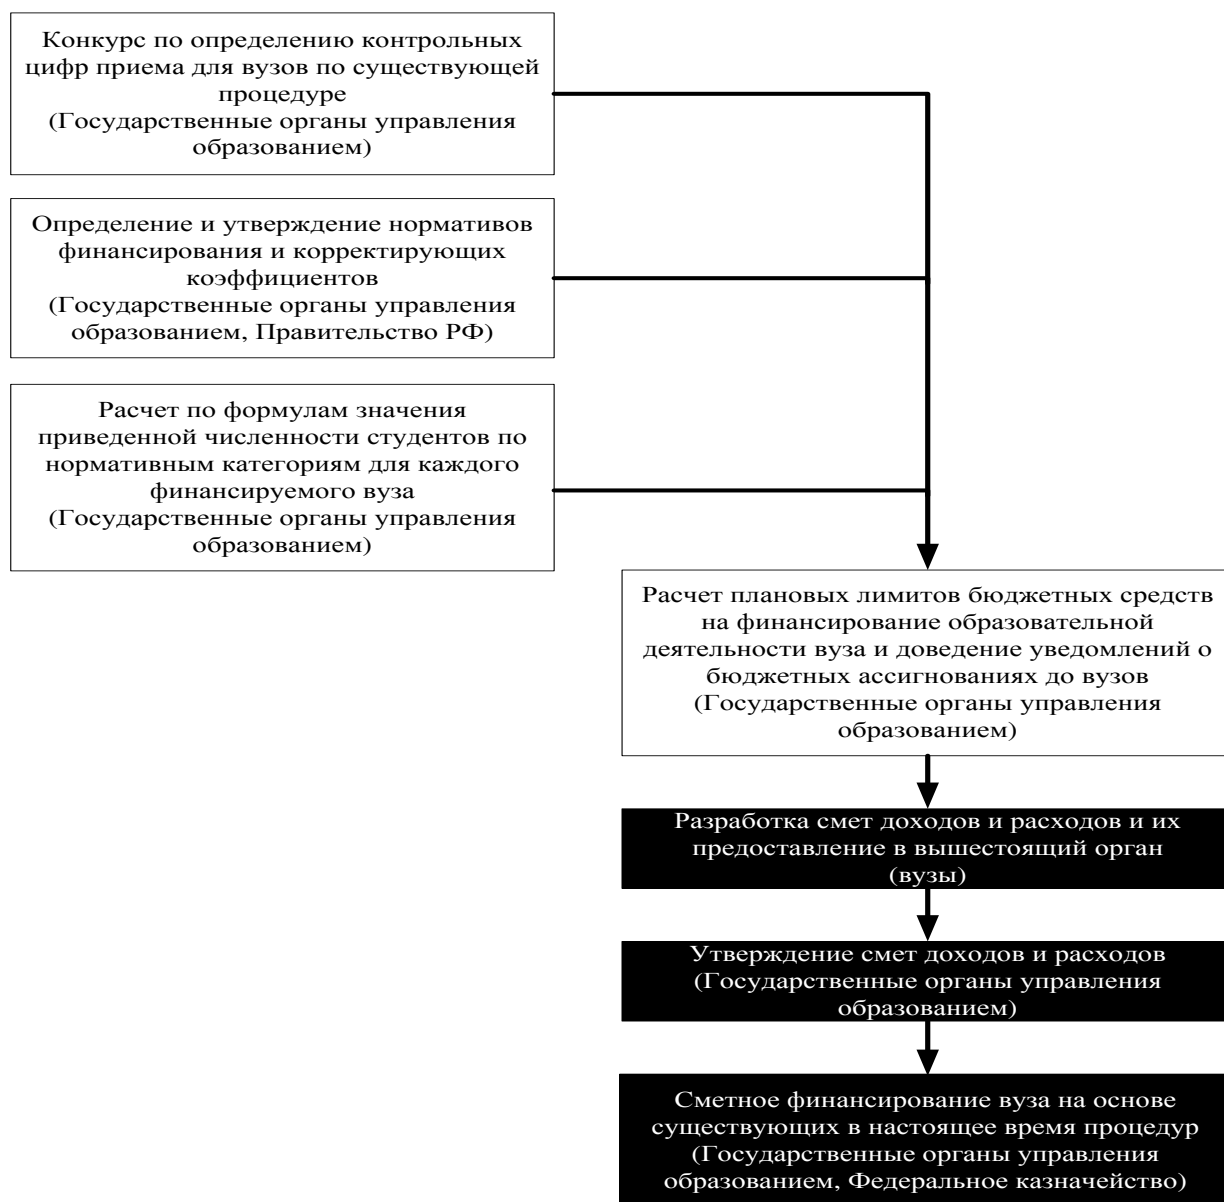 Конкурс по определению контрольных
цифр приема для вузов по существующей
процедуре
(Государственные органы управления
образованием)
Определение и утверждение нормативов
финансирования и корректирующих
коэффициентов
(Государственные органы управления
образованием, Правительство РФ)
Расчет по формулам значения
приведенной численности студентов по
нормативным категориям для каждого
финансируемого вуза
(Государственные органы управления
образованием)
Расчет плановых лимитов бюджетных средств
на финансирование образовательной
деятельности вуза и доведение уведомлений о
бюджетных ассигнованиях до вузов
(Государственные органы управления
образованием)
Разработка смет доходов и расходов и их
предоставление в вышестоящий орган
(вузы)
Утверждение смет доходов и расходов
(Государственные органы управления
образованием)
Сметное финансирование вуза на основе
существующих в настоящее время процедур
(Государственные органы управления
образованием, Федеральное казначейство)